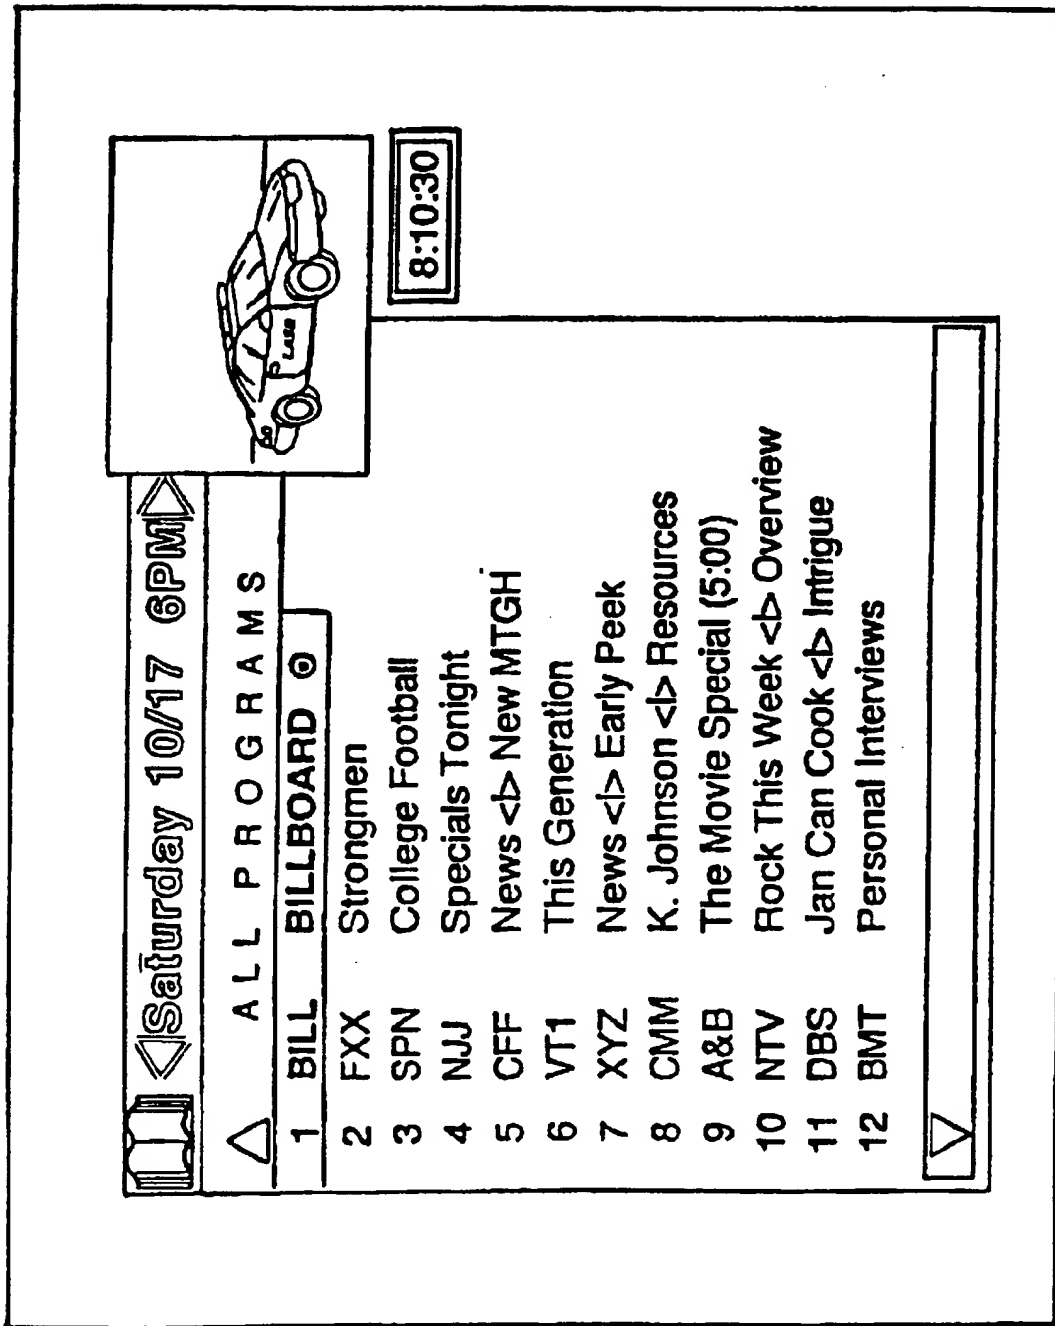 Saturday 10/17 6PM
ALL PROGRAMS
8:10:30
1 BILL BILLBOARD
2 FXX Strongmen
3 SPN College Football
4 NJJ Specials Tonight
5 CFF News <b> New MTGH
6 VT1 This Generation
7 XYZ News <l> Early Peek
8 CMM K. Johnson <l> Resources
9 A&B The Movie Special (5:00)
10 NTV Rock This Week <b> Overview
11 DBS Jan Can Cook <b> Intrigue
12 BMT Personal Interviews